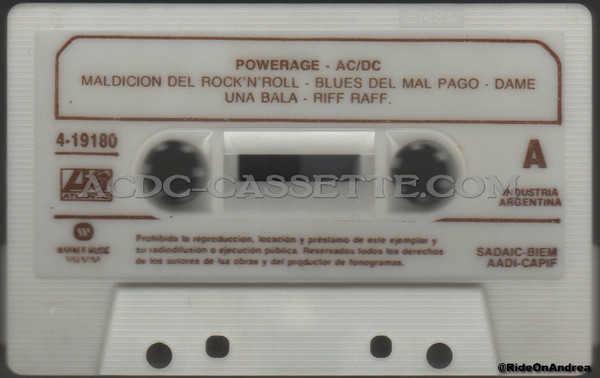 POWERAGE - AC/DC
MALDICION DEL ROCK'N'ROLL - BLUES DEL MAL PAGO - DAME
UNA BALA - RIFF RAFF.
4-19180
A
ATLANTIC
ACDC-CASSETTE.COM
INDUSTRIA
ARGENTINA
WARNER MUSIC
ARGENTINA
Prohibida la reproduccion, locación y préstamo de este ejemplar y
su radiodifusion o ejecución pública. Reservados todos los derechos
de los autores de las obras y del productor de fonogramas.
SADAIC-BIEM
AADI-CAPIF
@RideOnAndrea